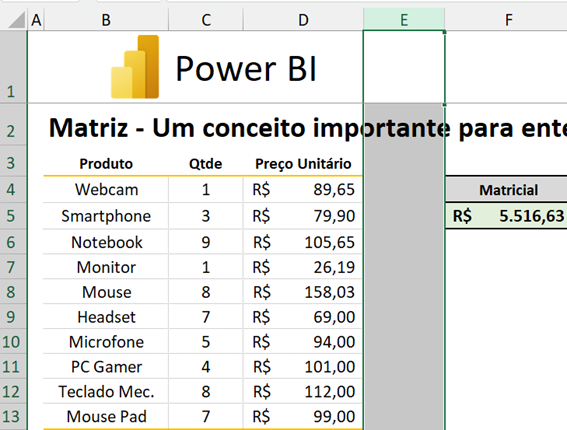 A B C D E F
1 Power BI
2 Matriz - Um conceito importante para ente
3 Produto Qtde Preço Unitário
4 Webcam 1 R$ 89,65 Matricial
5 Smartphone 3 R$ 79,90 R$ 5.516,63
6 Notebook 9 R$ 105,65
7 Monitor 1 R$ 26,19
8 Mouse 8 R$ 158,03
9 Headset 7 R$ 69,00
10 Microfone 5 R$ 94,00
11 PC Gamer 4 R$ 101,00
12 Teclado Mec. 8 R$ 112,00
13 Mouse Pad 7 R$ 99,00